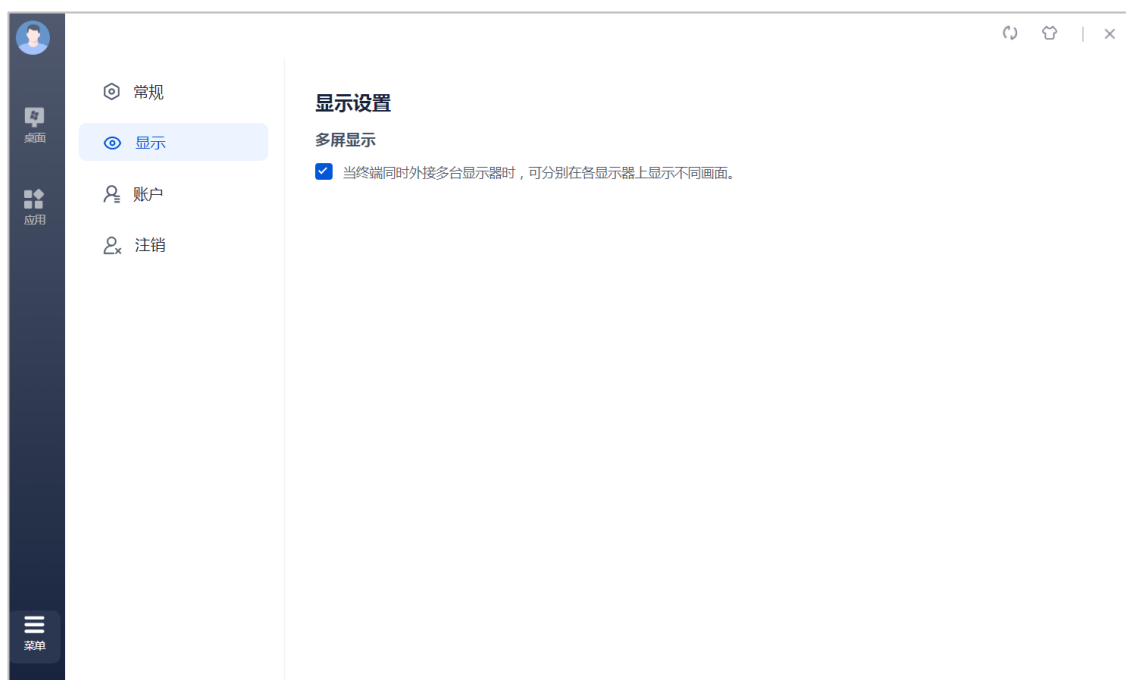 桌面
应用
菜单
常规
显示
账户
注销
显示设置
多屏显示
当终端同时外接多台显示器时，可分别在各显示器上显示不同画面。